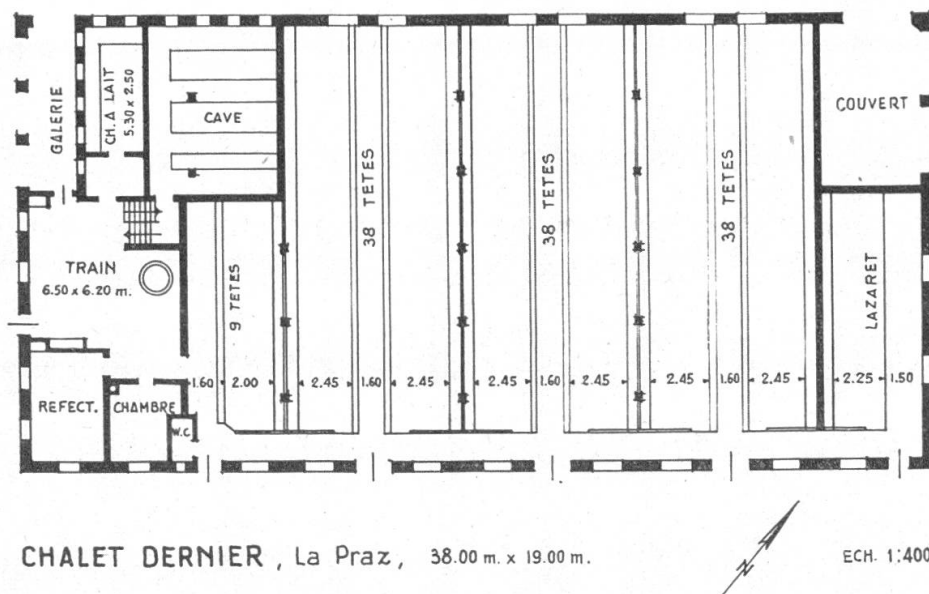 GALERIE
CH. A LAIT
5.30 x 2.50
CAVE
38 TETES
38 TETES
38 TETES
COUVERT
TRAIN
6.50 x 6.20 m.
9 TETES
LAZARET
1.60 2.00 2.45 1.60 2.45 2.45 1.60 2.45 2.45 1.60 2.45 2.25 1.50
REFECT.
CHAMBRE
W.C.
CHALET DERNIER , La Praz, 38.00 m. x 19.00 m.
N
ECH. 1:400